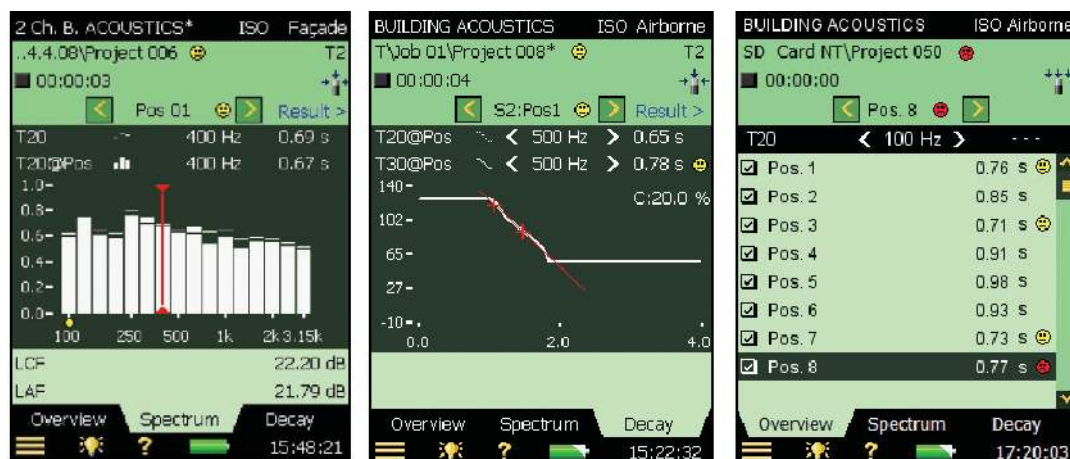 2 Ch. B. ACOUSTICS* ISO Façade
..4.4.08\Project 006 T2
00:00:03
< Pos 01 > Result >
T20 400 Hz 0.69 s
T20@Pos 400 Hz 0.67 s
1.0-
0.8-
0.6-
0.4-
0.2-
0.0-
100 250 500 1k 2k 3.15k
LCF 22.20 dB
LAF 21.79 dB
Overview Spectrum Decay
? 15:48:21
BUILDING ACOUSTICS ISO Airborne
T\Job 01\Project 008* T2
00:00:04
< S2:Pos1 > Result >
T20@Pos < 500 Hz > 0.65 s
T30@Pos < 500 Hz > 0.78 s
140-
C:20.0 %
102-
65-
27-
-10-
0.0 2.0 4.0
Overview Spectrum Decay
? 15:22:32
BUILDING ACOUSTICS ISO Airborne
SD Card NT\Project 050
00:00:00
< Pos. 8 >
T20 < 100 Hz > ---
Pos. 1 0.76 s
Pos. 2 0.85 s
Pos. 3 0.71 s
Pos. 4 0.91 s
Pos. 5 0.98 s
Pos. 6 0.93 s
Pos. 7 0.73 s
Pos. 8 0.77 s
Overview Spectrum Decay
? 17:20:03